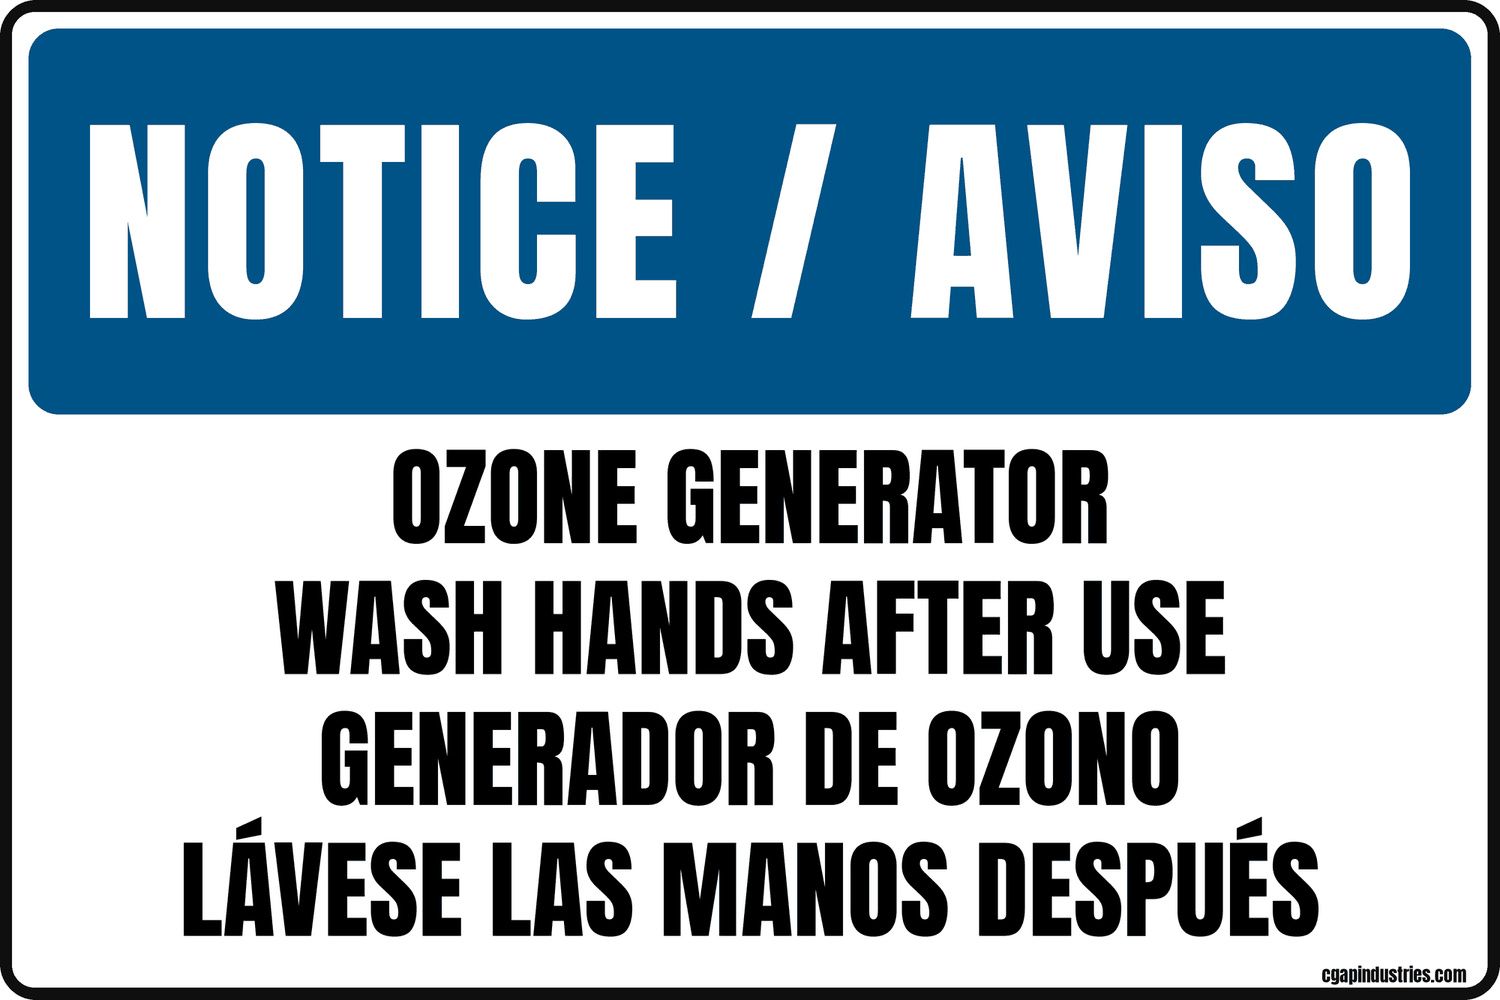 NOTICE / AVISO
OZONE GENERATOR
WASH HANDS AFTER USE
GENERADOR DE OZONO
LÁVESE LAS MANOS DESPUÉS
cgapindustries.com